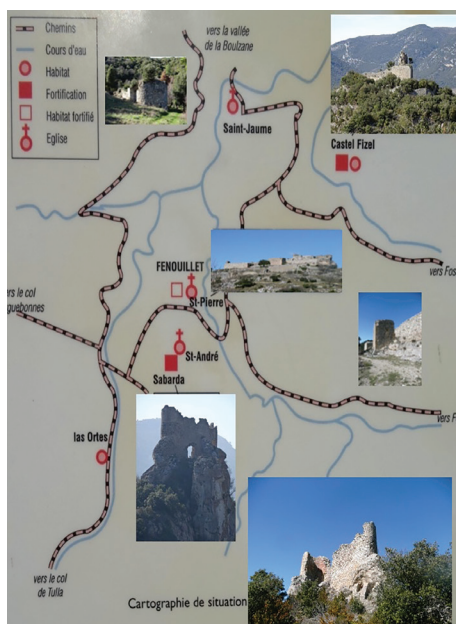 Chemins
Cours d'eau
Habitat
Fortification
Habitat fortifié
Eglise
vers la vallée
de la Boulzane
Saint-Jaume
Castel Fizel
vers Fos
FENOUILLET
St-Pierre
ers le col
guebonnes
St-André
Sabarda
vers F
las Ortes
vers le col
de Tulla
Cartographie de situation